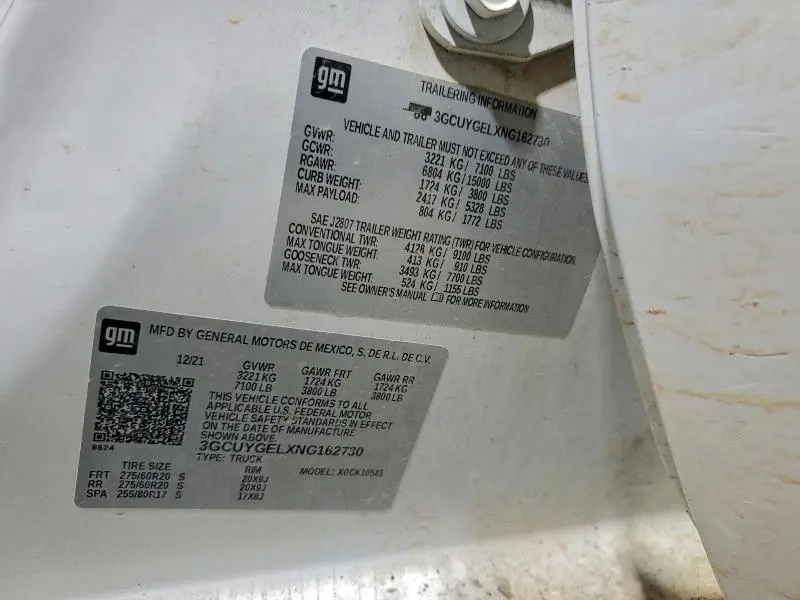 gm
TRAILERING INFORMATION
3GCUYGELXNG162730
VEHICLE AND TRAILER MUST NOT EXCEED ANY OF THESE VALUES
GVWR: 3221 KG/ 7100 LBS
GCWR: 6804 KG/ 15000 LBS
RGAWR: 1724 KG/ 3800 LBS
CURB WEIGHT: 2417 KG/ 5328 LBS
MAX PAYLOAD: 804 KG/ 1772 LBS
SAE J2807 TRAILER WEIGHT RATING (TWR) FOR VEHICLE CONFIGURATION.
CONVENTIONAL TWR: 4128 KG/ 9100 LBS
MAX TONGUE WEIGHT: 413 KG/ 910 LBS
GOOSENECK TWR: 3493 KG/ 7700 LBS
MAX TONGUE WEIGHT: 524 KG/ 1155 LBS
SEE OWNER'S MANUAL FOR MORE INFORMATION
gm
MFD BY GENERAL MOTORS DE MEXICO, S. DE R.L. DE C.V.
12/21 GVWR GAWR FRT GAWR RR
3221 KG 1724 KG 1724 KG
7100 LB 3800 LB 3800 LB
THIS VEHICLE CONFORMS TO ALL
APPLICABLE U.S. FEDERAL MOTOR
VEHICLE SAFETY STANDARDS IN EFFECT
ON THE DATE OF MANUFACTURE
SHOWN ABOVE.
8624 3GCUYGELXNG162730
TYPE: TRUCK MODEL: X0CK10543
TIRE SIZE RIM
FRT 275/60R20 S 20X9J
RR 275/60R20 S 20X9J
SPA 255/80R17 S 17X8J